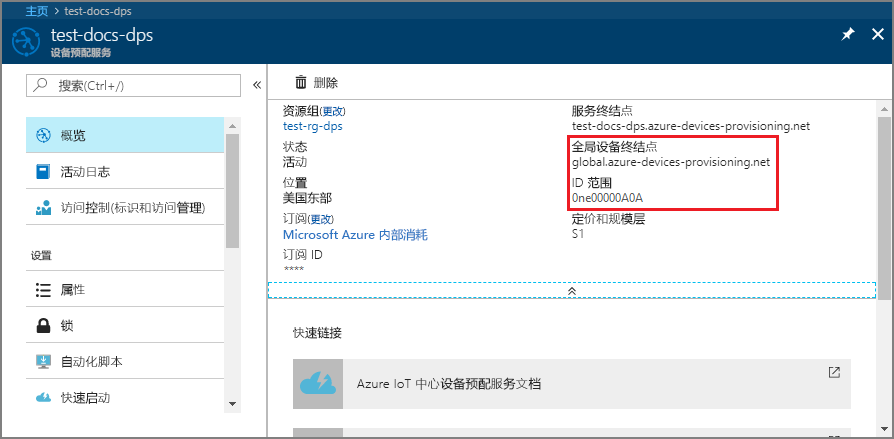 主页 > test-docs-dps
test-docs-dps
设备预配服务
搜索(Ctrl+/)
概览
活动日志
访问控制(标识和访问管理)
设置
属性
锁
自动化脚本
快速启动
删除
资源组(更改)
test-rg-dps
状态
活动
位置
美国东部
订阅(更改)
Microsoft Azure 内部消耗
订阅 ID
****
服务终结点
test-docs-dps.azure-devices-provisioning.net
全局设备终结点
global.azure-devices-provisioning.net
ID 范围
0ne00000A0A
定价和规模层
S1
快速链接
Azure IoT 中心设备预配服务文档